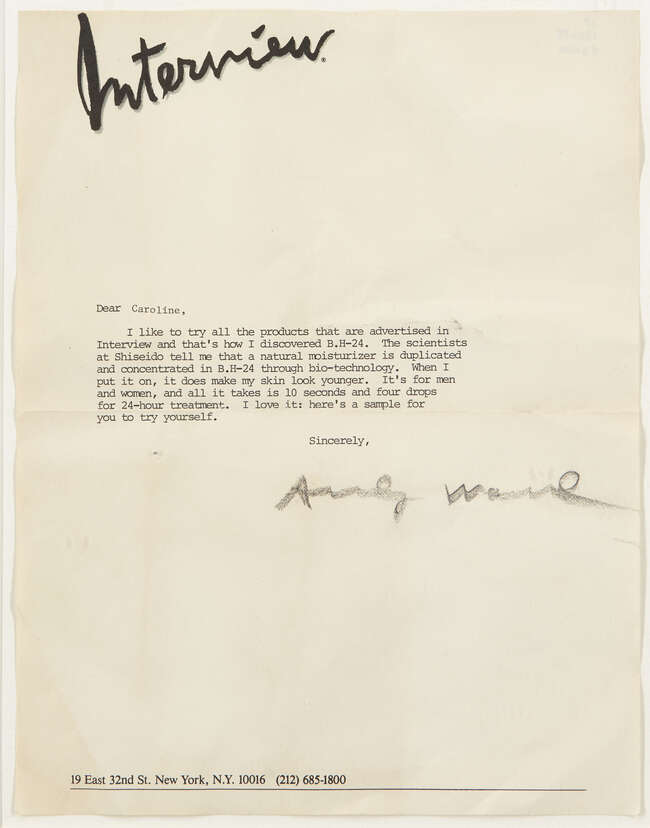 Interview
Dear Caroline,
I like to try all the products that are advertised in
Interview and that's how I discovered B.H-24. The scientists
at Shiseido tell me that a natural moisturizer is duplicated
and concentrated in B.H-24 through bio-technology. When I
put it on, it does make my skin look younger. It's for men
and women, and all it takes is 10 seconds and four drops
for 24-hour treatment. I love it: here's a sample for
you to try yourself.
Sincerely,
Andy Warhol
19 East 32nd St. New York, N.Y. 10016 (212) 685-1800